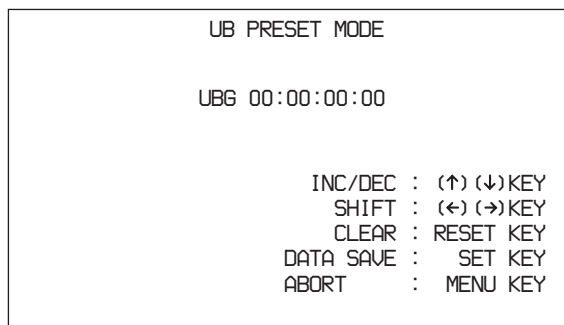 UB PRESET MODE
UBG 00:00:00:00
INC/DEC : (↑) (↓)KEY
SHIFT : (←) (→)KEY
CLEAR : RESET KEY
DATA SAVE : SET KEY
ABORT : MENU KEY